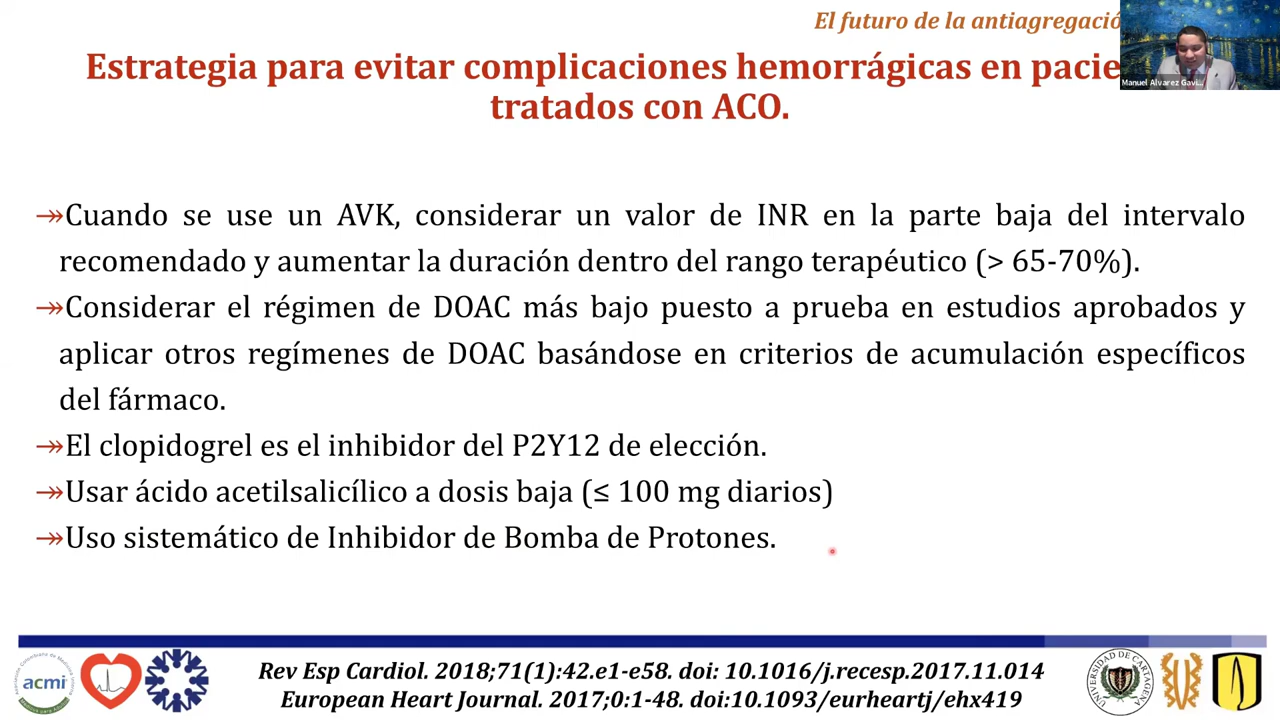 El futuro de la antiagregació
Estrategia para evitar complicaciones hemorrágicas en pacie
tratados con ACO.
Manuel Alvarez Gavi...
→Cuando se use un AVK, considerar un valor de INR en la parte baja del intervalo
recomendado y aumentar la duración dentro del rango terapéutico (> 65-70%).
→Considerar el régimen de DOAC más bajo puesto a prueba en estudios aprobados y
aplicar otros regímenes de DOAC basándose en criterios de acumulación específicos
del fármaco.
→El clopidogrel es el inhibidor del P2Y12 de elección.
→Usar ácido acetilsalicílico a dosis baja (≤ 100 mg diarios)
→Uso sistemático de Inhibidor de Bomba de Protones.
acmi
Rev Esp Cardiol. 2018;71(1):42.e1-e58. doi: 10.1016/j.recesp.2017.11.014
European Heart Journal. 2017;0:1-48. doi:10.1093/eurheartj/ehx419
UNIVERSIDAD DE CARTAGENA